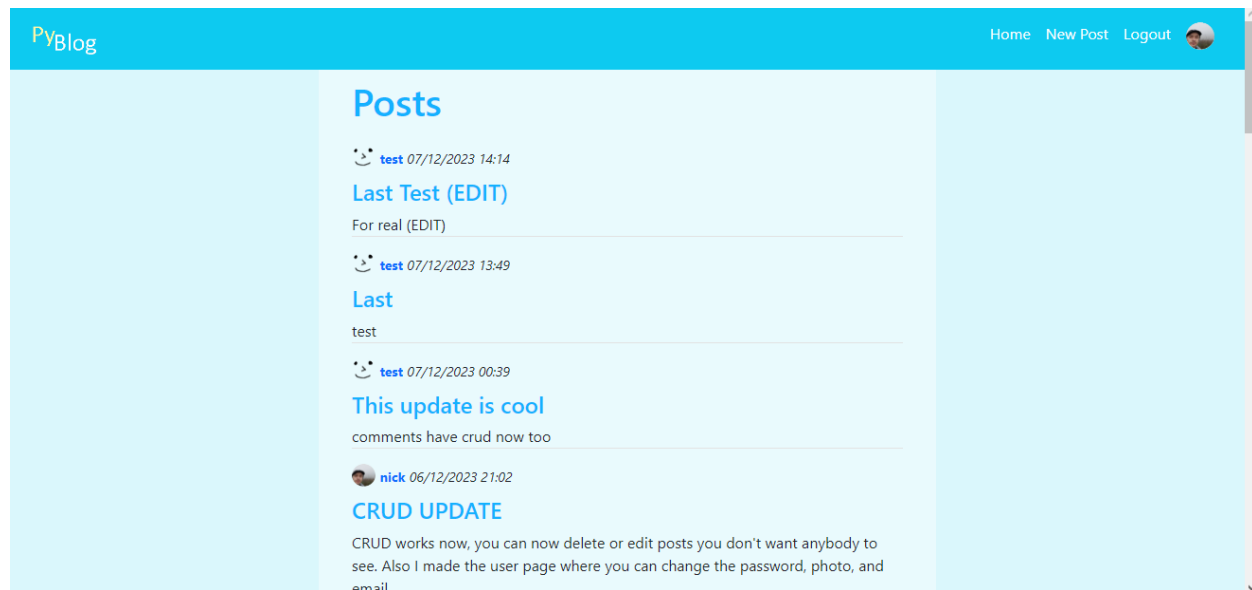 PyBlog
Home New Post Logout
Posts
test 07/12/2023 14:14
Last Test (EDIT)
For real (EDIT)
test 07/12/2023 13:49
Last
test
test 07/12/2023 00:39
This update is cool
comments have crud now too
nick 06/12/2023 21:02
CRUD UPDATE
CRUD works now, you can now delete or edit posts you don't want anybody to
see. Also I made the user page where you can change the password, photo, and
email